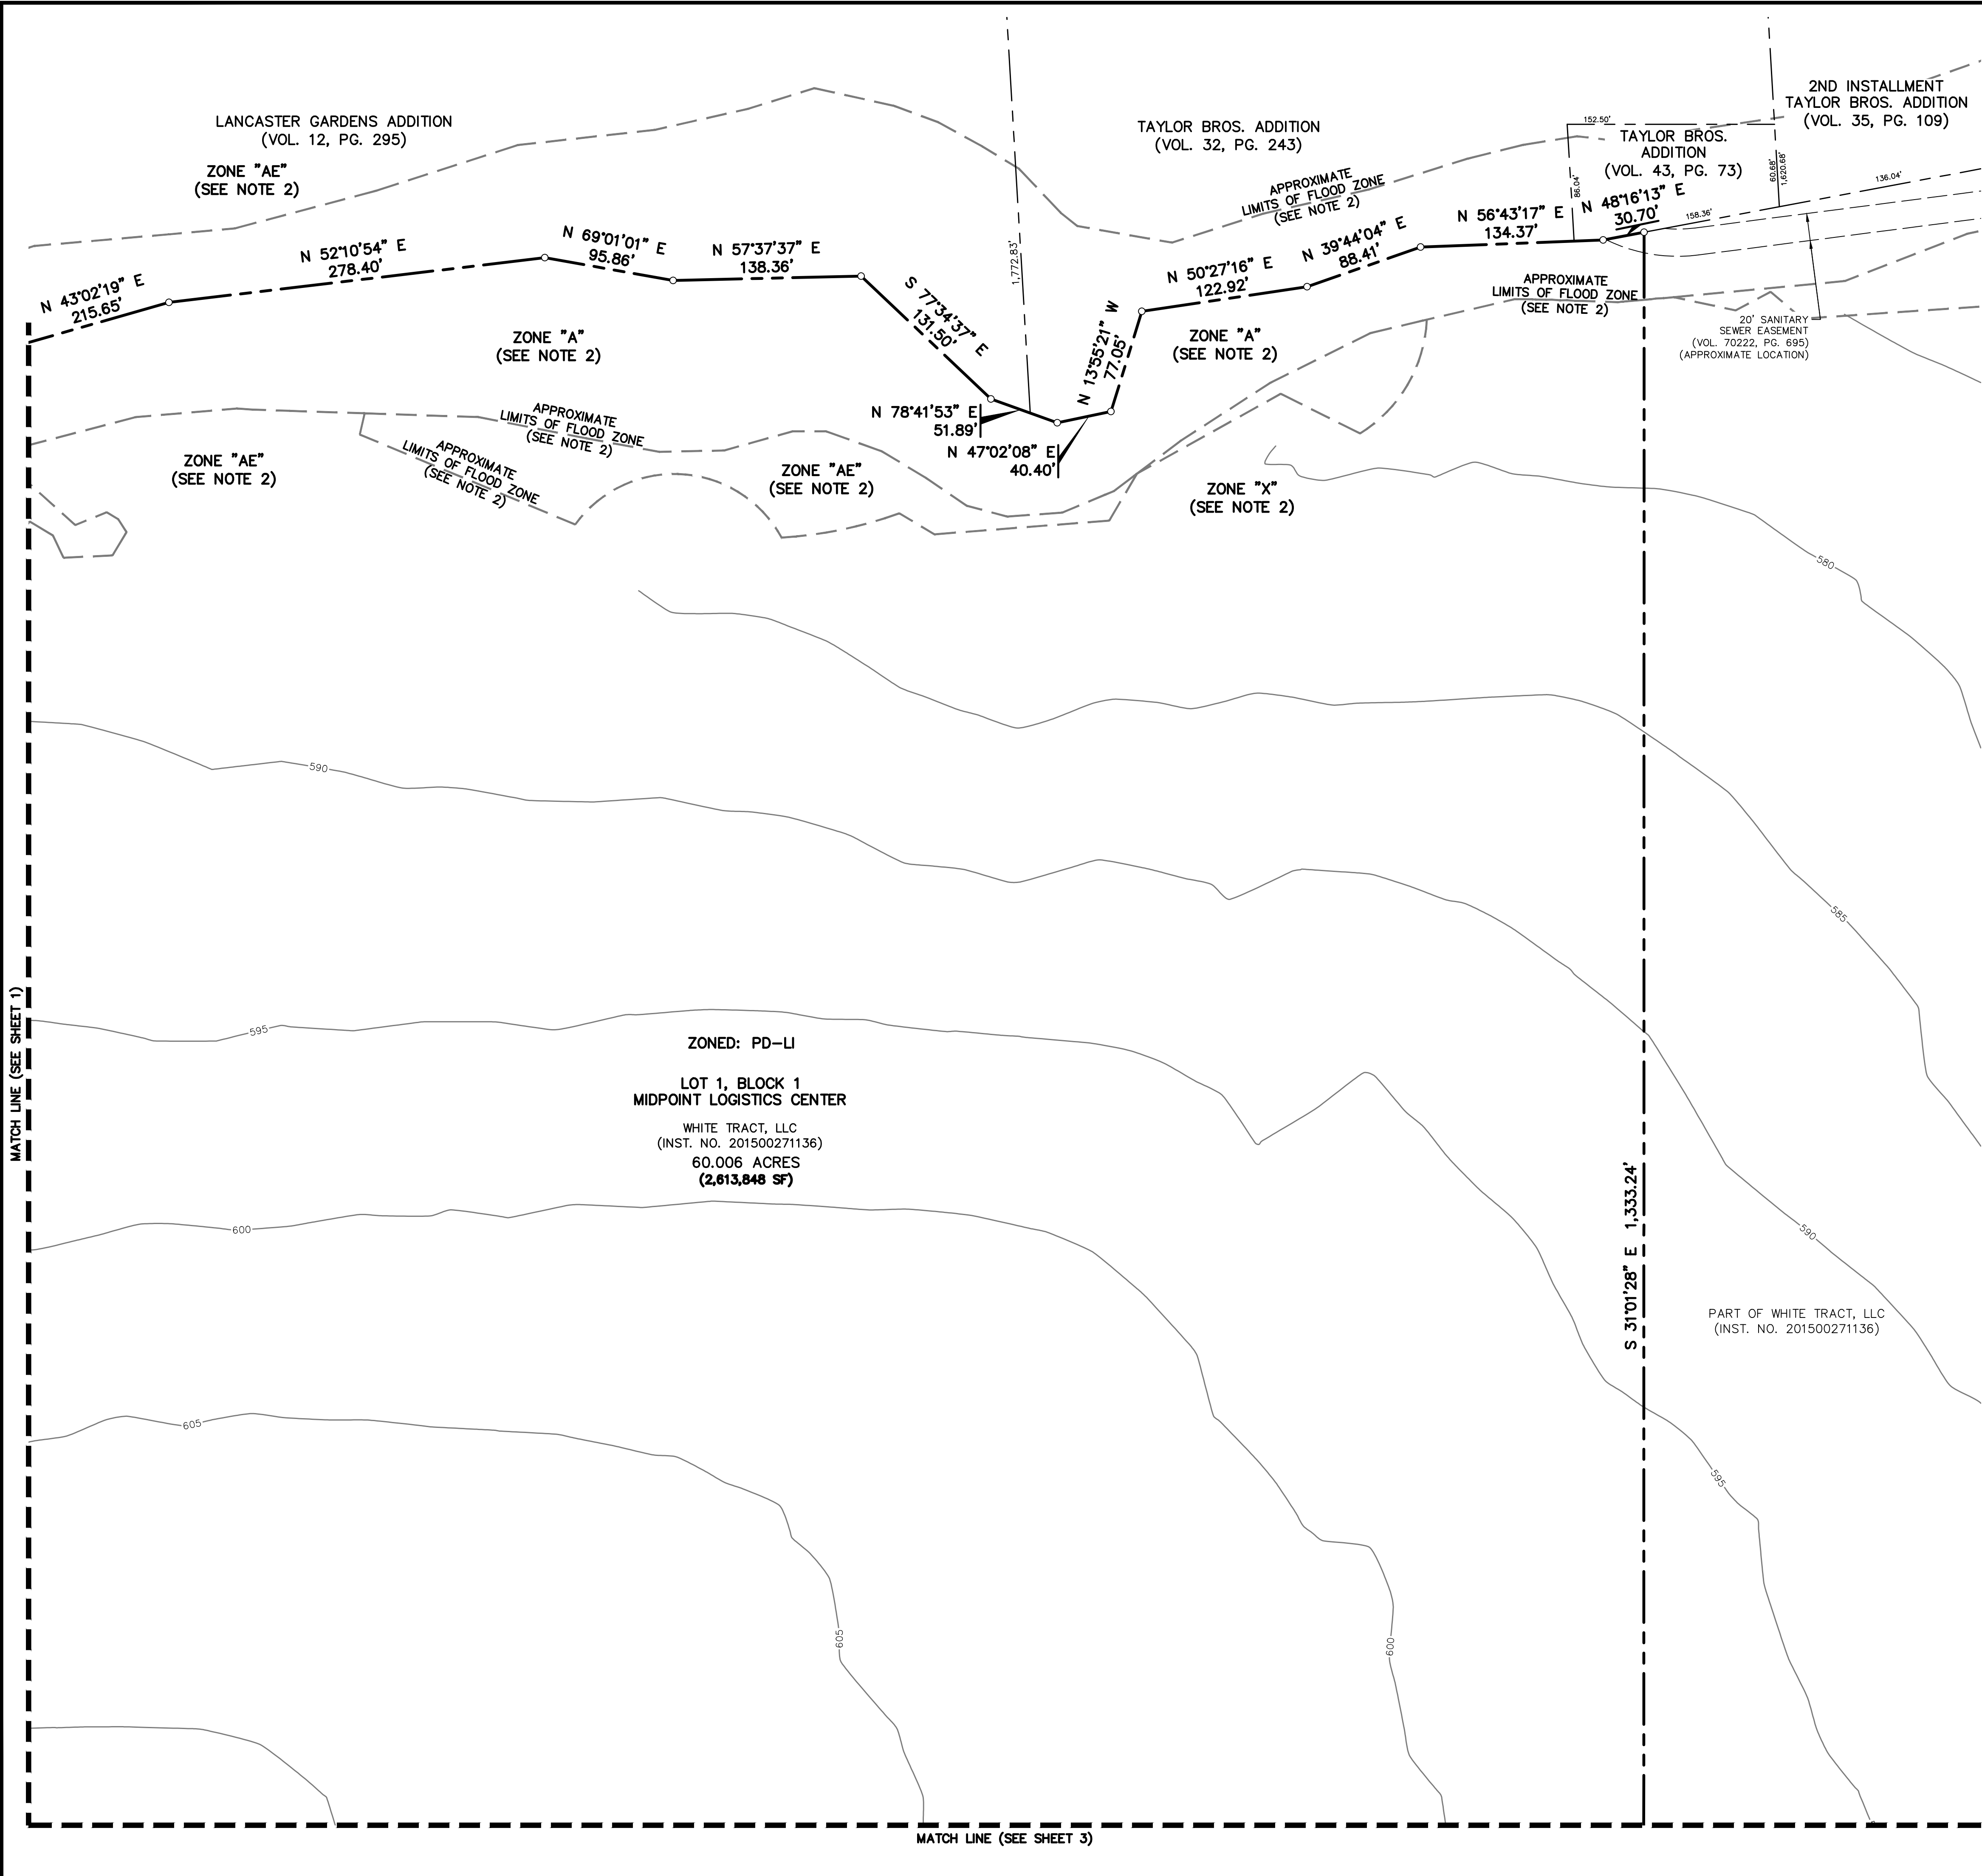 LANCASTER GARDENS ADDITION
(VOL. 12, PG. 295)
ZONE "AE"
(SEE NOTE 2)
TAYLOR BROS. ADDITION
(VOL. 32, PG. 243)
2ND INSTALLMENT
TAYLOR BROS. ADDITION
(VOL. 35, PG. 109)
152.50'
TAYLOR BROS.
ADDITION
(VOL. 43, PG. 73)
86.04'
60.68'
1,620.68'
136.04'
158.36'
APPROXIMATE
LIMITS OF FLOOD ZONE
(SEE NOTE 2)
N 43°02'19" E
215.65'
N 52°10'54" E
278.40'
N 69°01'01" E
95.86'
N 57°37'37" E
138.36'
S 77°34'37" E
131.50'
1,772.83'
N 78°41'53" E
51.89'
N 47°02'08" E
40.40'
N 13°55'21" W
77.05'
N 50°27'16" E
122.92'
N 39°44'04" E
88.41'
N 56°43'17" E
134.37'
N 48°16'13" E
30.70'
APPROXIMATE
LIMITS OF FLOOD ZONE
(SEE NOTE 2)
20' SANITARY
SEWER EASEMENT
(VOL. 70222, PG. 695)
(APPROXIMATE LOCATION)
ZONE "A"
(SEE NOTE 2)
ZONE "A"
(SEE NOTE 2)
APPROXIMATE
LIMITS OF FLOOD ZONE
(SEE NOTE 2)
APPROXIMATE
LIMITS OF FLOOD ZONE
(SEE NOTE 2)
ZONE "AE"
(SEE NOTE 2)
ZONE "AE"
(SEE NOTE 2)
ZONE "X"
(SEE NOTE 2)
580
590
585
595
ZONED: PD-LI
LOT 1, BLOCK 1
MIDPOINT LOGISTICS CENTER
WHITE TRACT, LLC
(INST. NO. 201500271136)
60.006 ACRES
(2,613,848 SF)
MATCH LINE (SEE SHEET 1)
600
590
S 31°01'28" E 1,333.24'
PART OF WHITE TRACT, LLC
(INST. NO. 201500271136)
605
595
605
600
MATCH LINE (SEE SHEET 3)